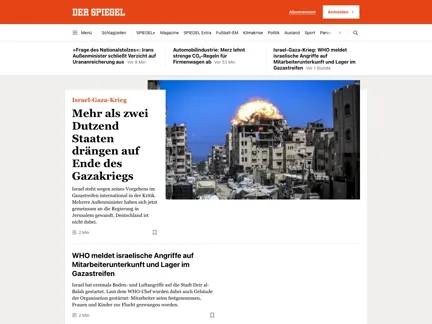 DER SPIEGEL
Abonnement
Anmelden ›
Menü
Schlagzeilen
SPIEGEL+
Magazine
SPIEGEL Extra
Fußball-EM
Klimakrise
Politik
Ausland
Sport
»Frage des Nationalstolzes«: Irans
Außenminister schließt Verzicht auf
Urananreicherung aus Vor 9 Min
Automobilindustrie: Merz lehnt
strenge CO₂-Regeln für
Firmenwagen ab Vor 53 Min
Israel-Gaza-Krieg: WHO meldet
israelische Angriffe auf
Mitarbeiterunterkunft und Lager im
Gazastreifen Vor 1 Stunde
Israel-Gaza-Krieg
Mehr als zwei
Dutzend
Staaten
drängen auf
Ende des
Gazakriegs
Israel steht wegen seines Vorgehens im
Gazastreifen international in der Kritik.
Mehrere Außenminister haben sich jetzt
gemeinsam an die Regierung in
Jerusalem gewandt. Deutschland ist
nicht dabei.
2 Min
WHO meldet israelische Angriffe auf
Mitarbeiterunterkunft und Lager im
Gazastreifen
Israel hat erstmals Boden- und Luftangriffe auf die Stadt Deir al-
Balah gestartet. Laut dem WHO-Chef wurden dabei auch Gebäude
der Organisation gestürmt: Mitarbeiter seien festgenommen,
Frauen und Kinder zur Flucht gezwungen worden.
2 Min